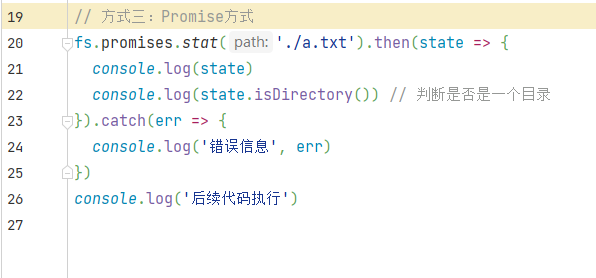 19 // 方式三：Promise方式
20 fs.promises.stat( path: './a.txt').then(state => {
21 console.log(state)
22 console.log(state.isDirectory()) // 判断是否是一个目录
23 }).catch(err => {
24 console.log('错误信息', err)
25 })
26 console.log('后续代码执行')
27